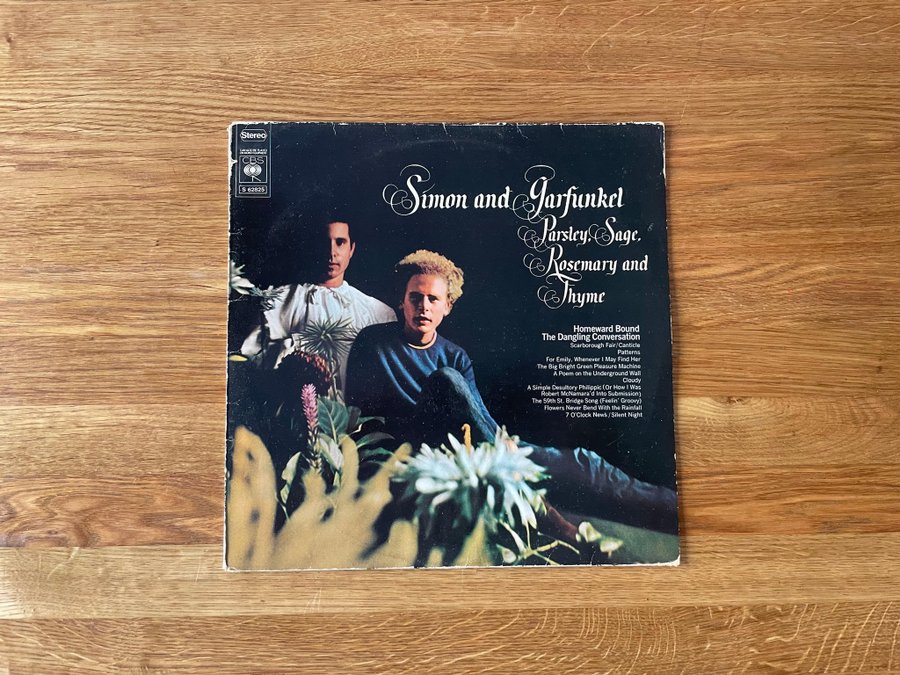 Stereo
CBS
S 62825
Simon and Garfunkel
Parsley, Sage,
Rosemary and
Thyme
Homeward Bound
The Dangling Conversation
Scarborough Fair/Canticle
Patterns
For Emily, Whenever I May Find Her
The Big Bright Green Pleasure Machine
A Poem on the Underground Wall
Cloudy
A Simple Desultory Philippic (Or How I Was
Robert McNamara'd Into Submission)
The 59th St. Bridge Song (Feelin' Groovy)
Flowers Never Bend With the Rainfall
7 O'Clock News/Silent Night